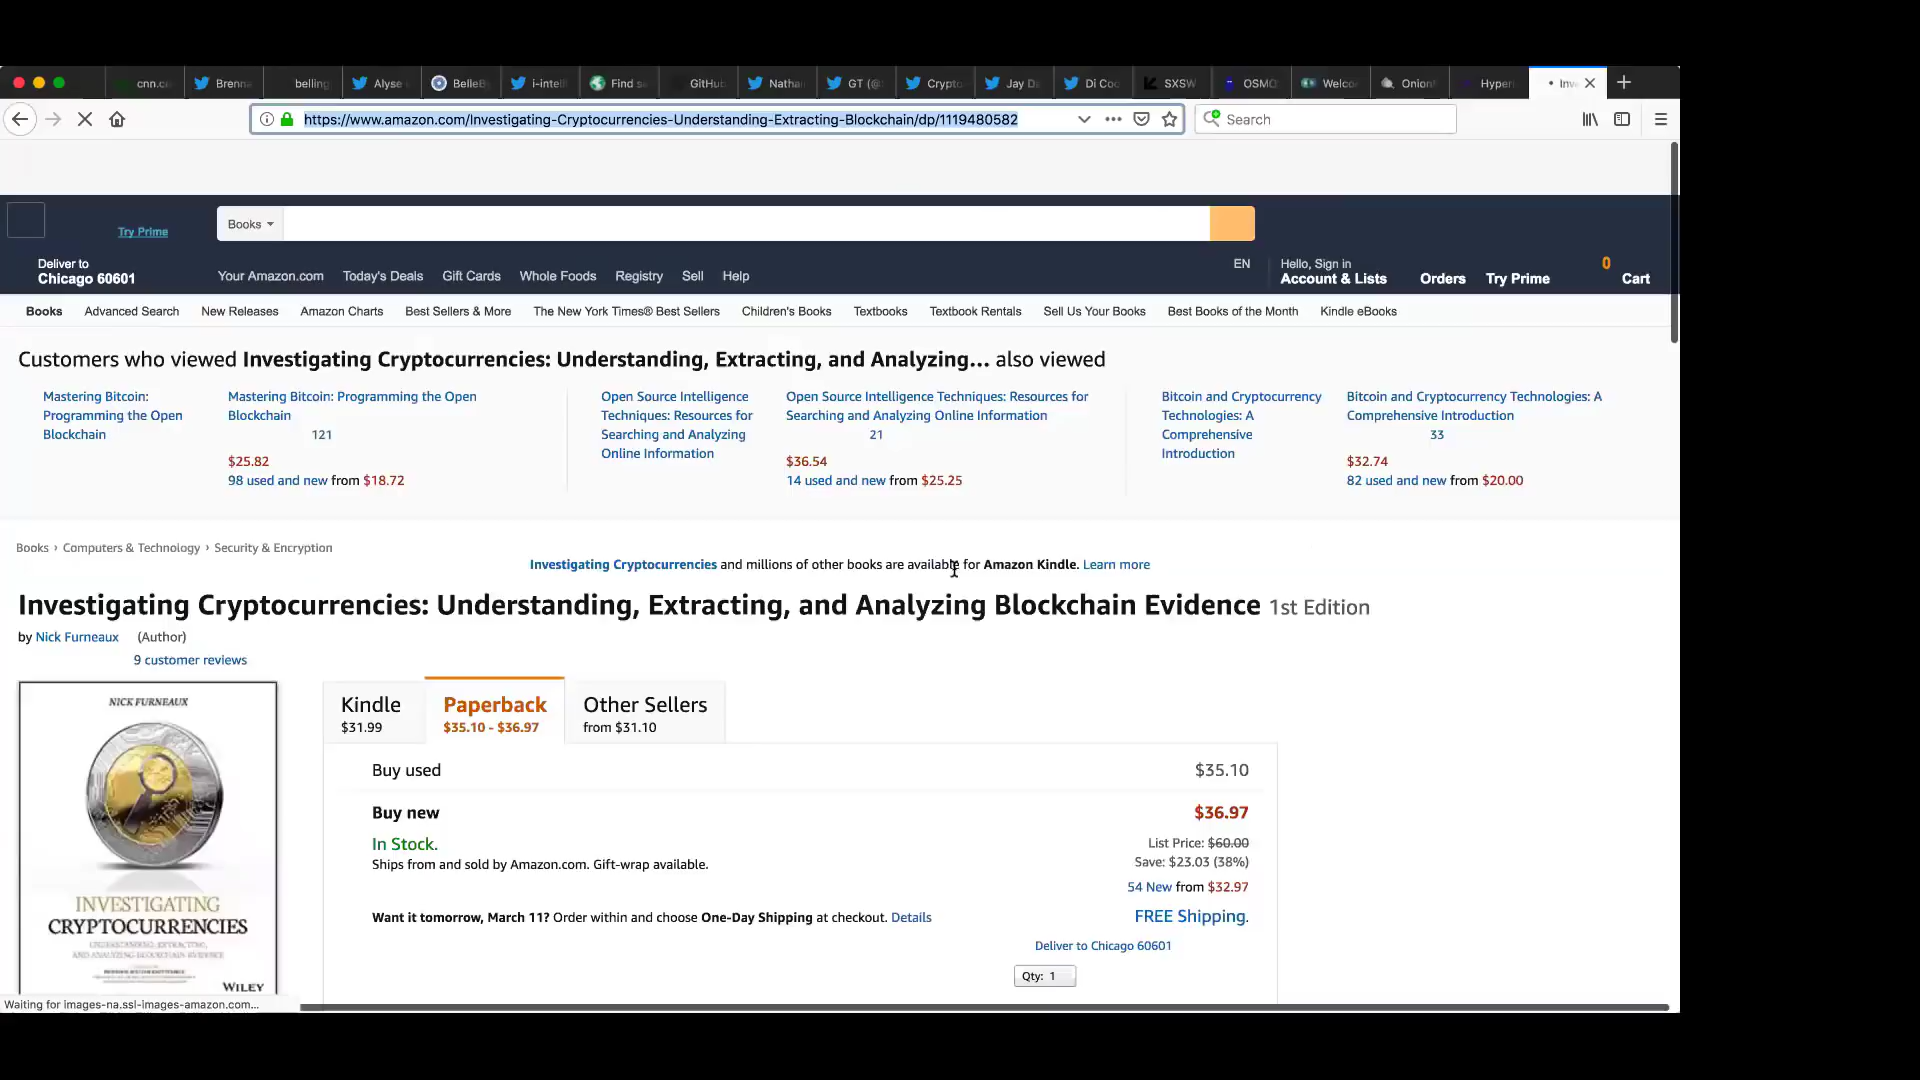 cnn.c
Brenna
belling
Alyse
BelleB
i-intel
Find s
GitHu
Natha
GT (@
Crypto
Jay D
Di Co
SXSW
OSMO
Welco
Onion
Hyper
Inv
https://www.amazon.com/Investigating-Cryptocurrencies-Understanding-Extracting-Blockchain/dp/1119480582
Search
Try Prime
Books
Deliver to
Chicago 60601
Your Amazon.com Today's Deals Gift Cards Whole Foods Registry Sell Help
EN
Hello, Sign in
Account & Lists
Orders
Try Prime
0
Cart
Books Advanced Search New Releases Amazon Charts Best Sellers & More The New York Times® Best Sellers Children's Books Textbooks Textbook Rentals Sell Us Your Books Best Books of the Month Kindle eBooks
Customers who viewed Investigating Cryptocurrencies: Understanding, Extracting, and Analyzing... also viewed
Mastering Bitcoin:
Programming the Open
Blockchain
Mastering Bitcoin: Programming the Open
Blockchain
121
$25.82
98 used and new from $18.72
Open Source Intelligence
Techniques: Resources for
Searching and Analyzing
Online Information
Open Source Intelligence Techniques: Resources for
Searching and Analyzing Online Information
21
$36.54
14 used and new from $25.25
Bitcoin and Cryptocurrency
Technologies: A
Comprehensive
Introduction
Bitcoin and Cryptocurrency Technologies: A
Comprehensive Introduction
33
$32.74
82 used and new from $20.00
Books › Computers & Technology › Security & Encryption
Investigating Cryptocurrencies and millions of other books are available for Amazon Kindle. Learn more
Investigating Cryptocurrencies: Understanding, Extracting, and Analyzing Blockchain Evidence 1st Edition
by Nick Furneaux (Author)
9 customer reviews
NICK FURNEAUX
INVESTIGATING
CRYPTOCURRENCIES
UNDERSTANDING, EXTRACTING,
AND ANALYZING BLOCKCHAIN EVIDENCE
WILEY
Kindle
$31.99
Paperback
$35.10 - $36.97
Other Sellers
from $31.10
Buy used
$35.10
Buy new
$36.97
In Stock.
List Price: $60.00
Ships from and sold by Amazon.com. Gift-wrap available.
Save: $23.03 (38%)
54 New from $32.97
Want it tomorrow, March 11? Order within and choose One-Day Shipping at checkout. Details
FREE Shipping.
Deliver to Chicago 60601
Qty: 1
Waiting for images-na.ssl-images-amazon.com...